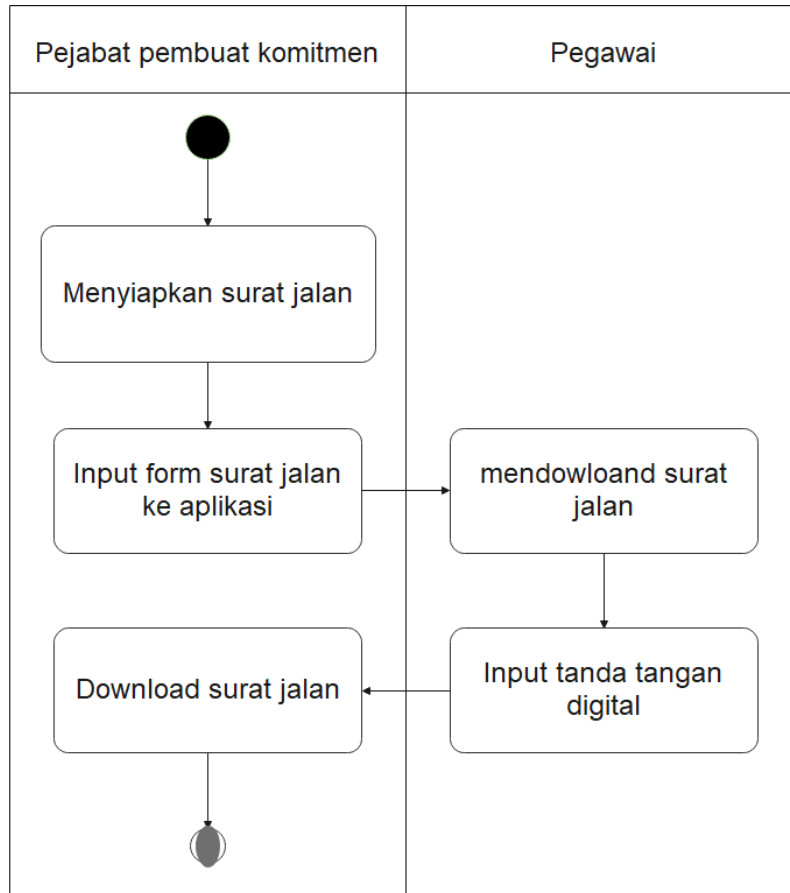 Pejabat pembuat komitmen
Pegawai
Menyiapkan surat jalan
Input form surat jalan
ke aplikasi
mendowloand surat
jalan
Input tanda tangan
digital
Download surat jalan